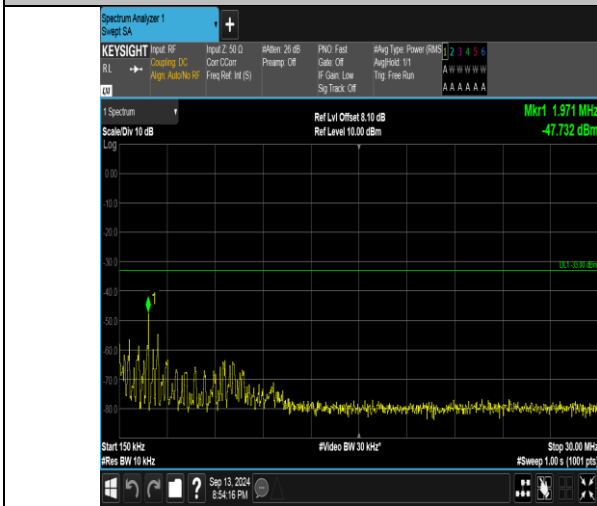 Spectrum Analyzer 1
Swept SA
+
KEYSIGHT
RL
Input: RF
Coupling: DC
Align: Auto/No RF
Input Z: 50 Ω
Corr CCorr
Freq Ref: Int (S)
#Atten: 26 dB
Preamp: Off
PNO: Fast
Gate: Off
IF Gain: Low
Sig Track: Off
#Avg Type: Power (RMS
Avg|Hold: 1/1
Trig: Free Run
1 2 3 4 5 6
A W W W W W
A A A A A A
1 Spectrum
Scale/Div 10 dB
Log
Ref Lvl Offset 8.10 dB
Ref Level 10.00 dBm
Mkr1 1.971 MHz
-47.732 dBm
0.00
-10.0
-20.0
-30.0
DL1 -33.00 dBm
-40.0
1
-50.0
-60.0
-70.0
-80.0
Start 150 kHz
#Res BW 10 kHz
#Video BW 30 kHz*
Stop 30.00 MHz
#Sweep 1.00 s (1001 pts)
?
Sep 13, 2024
8:54:16 PM